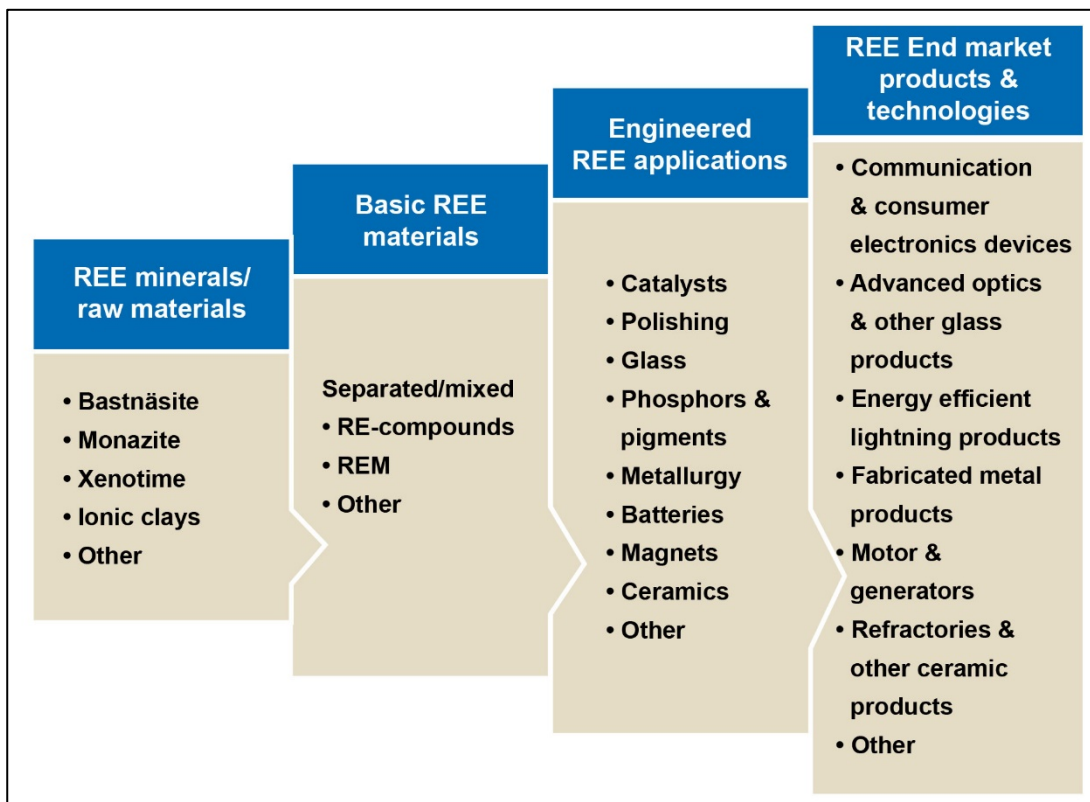 REE minerals/
raw materials
• Bastnäsite
• Monazite
• Xenotime
• Ionic clays
• Other
Basic REE
materials
Separated/mixed
• RE-compounds
• REM
• Other
Engineered
REE applications
• Catalysts
• Polishing
• Glass
• Phosphors &
pigments
• Metallurgy
• Batteries
• Magnets
• Ceramics
• Other
REE End market
products &
technologies
• Communication
& consumer
electronics devices
• Advanced optics
& other glass
products
• Energy efficient
lightning products
• Fabricated metal
products
• Motor &
generators
• Refractories &
other ceramic
products
• Other